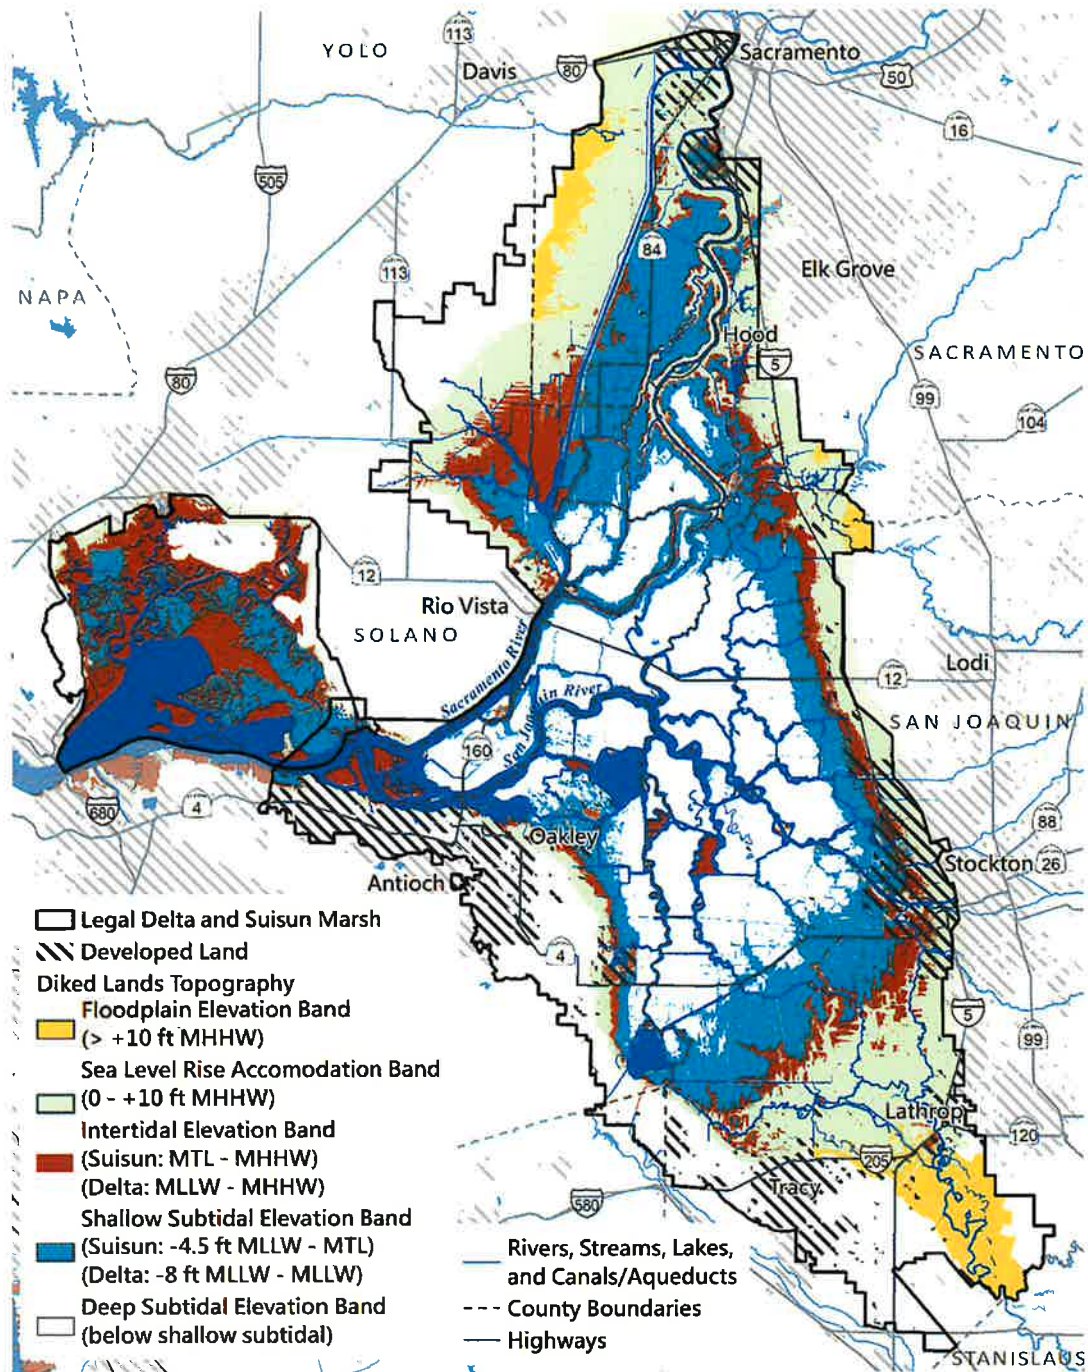 YOLO
113
Davis
80
Sacramento
50
16
505
84
113
Elk Grove
NAPA
Hood
5
SACRAMENTO
80
99
104
12
Rio Vista
SOLANO
Sacramento River
San Joaquin River
12
Lodi
SAN JOAQUIN
160
680
4
88
Oakley
Stockton
26
Antioch
4
5
99
Lathrop
120
205
Tracy
580
STANISLAUS
Legal Delta and Suisun Marsh
Developed Land
Diked Lands Topography
Floodplain Elevation Band
(> +10 ft MHHW)
Sea Level Rise Accomodation Band
(0 - +10 ft MHHW)
Intertidal Elevation Band
(Suisun: MTL - MHHW)
(Delta: MLLW - MHHW)
Shallow Subtidal Elevation Band
(Suisun: -4.5 ft MLLW - MTL)
(Delta: -8 ft MLLW - MLLW)
Deep Subtidal Elevation Band
(below shallow subtidal)
Rivers, Streams, Lakes,
and Canals/Aqueducts
County Boundaries
Highways